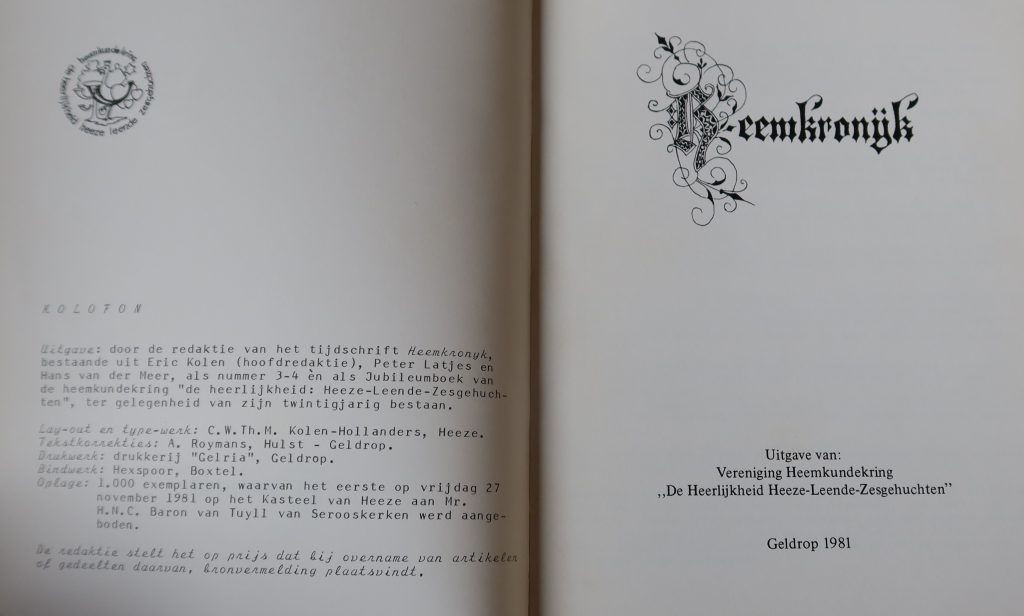 heemkundekring
de heerlijkheid heeze leende zesgehuchten
KOLOFON
Uitgave: door de redaktie van het tijdschrift Heemkronyk,
bestaande uit Eric Kolen (hoofdredaktie), Peter Latjes en
Hans van der Meer, als nummer 3-4 èn als Jubileumboek van
de heemkundekring "de heerlijkheid: Heeze-Leende-Zesgehuch-
ten", ter gelegenheid van zijn twintigjarig bestaan.
Lay-out en type-werk: C.W.Th.M. Kolen-Hollanders, Heeze.
Tekstkorrekties: A. Roymans, Hulst - Geldrop.
Drukwerk: drukkerij "Gelria", Geldrop.
Bindwerk: Hexspoor, Boxtel.
Oplage: 1.000 exemplaren, waarvan het eerste op vrijdag 27
november 1981 op het Kasteel van Heeze aan Mr.
H.N.C. Baron van Tuyll van Serooskerken werd aange-
boden.
De redaktie stelt het op prijs dat bij overname van artikelen
of gedeelten daarvan, bronvermelding plaatsvindt.
Heemkronÿk
Uitgave van:
Vereniging Heemkundekring
,,De Heerlijkheid Heeze-Leende-Zesgehuchten"
Geldrop 1981